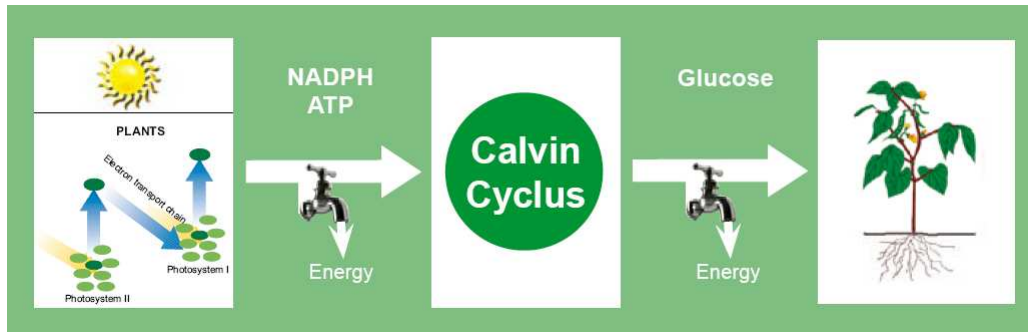 PLANTS
Electron transport chain
Photosystem I
Photosystem II
NADPH
ATP
Energy
Calvin
Cyclus
Glucose
Energy